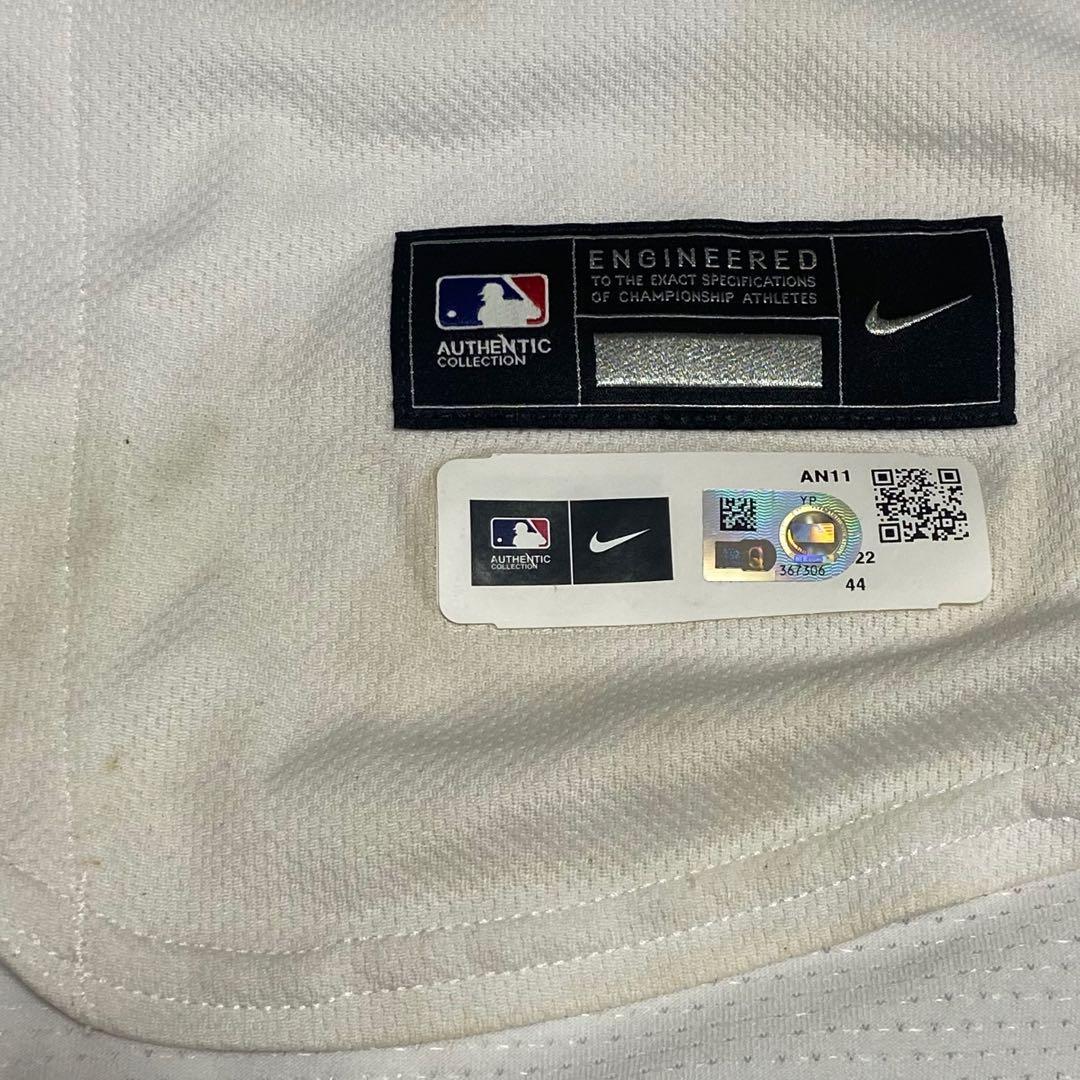 ENGINEERED
TO THE EXACT SPECIFICATIONS
OF CHAMPIONSHIP ATHLETES
AUTHENTIC
COLLECTION
AN11
YP
AUTHENTIC
COLLECTION
367306
22
44